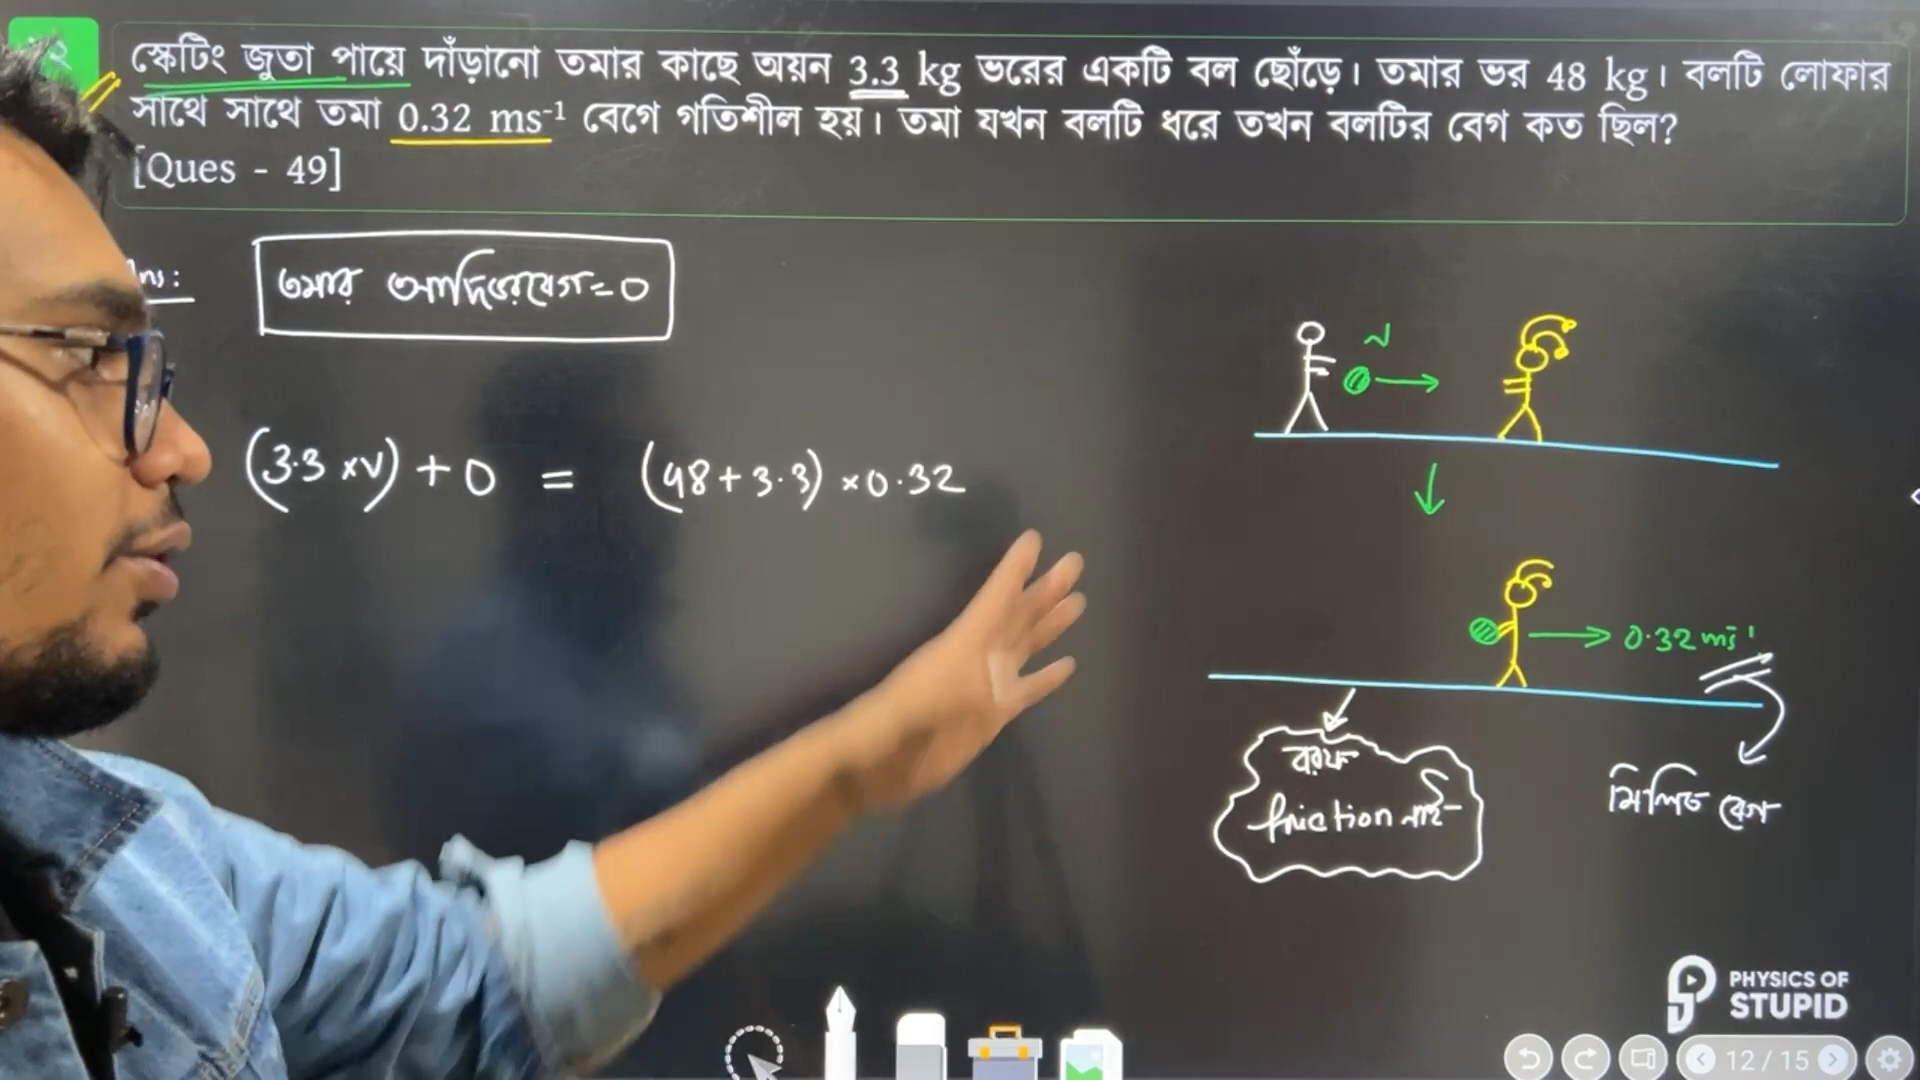 স্কেটিং জুতা পায়ে দাঁড়ানো তমার কাছে অয়ন 3.3 kg ভরের একটি বল ছোঁড়ে। তমার ভর 48 kg। বলটি লোফার
সাথে সাথে তমা 0.32 ms⁻¹ বেগে গতিশীল হয়। তমা যখন বলটি ধরে তখন বলটির বেগ কত ছিল?
[Ques - 49]
তমার আদিবেগ = 0
(3.3 × v) + 0 = (48 + 3.3) × 0.32
v
0.32 ms⁻¹
বরফ
friction নাই
মিলিত বেগ
PHYSICS OF
STUPID
12 / 15